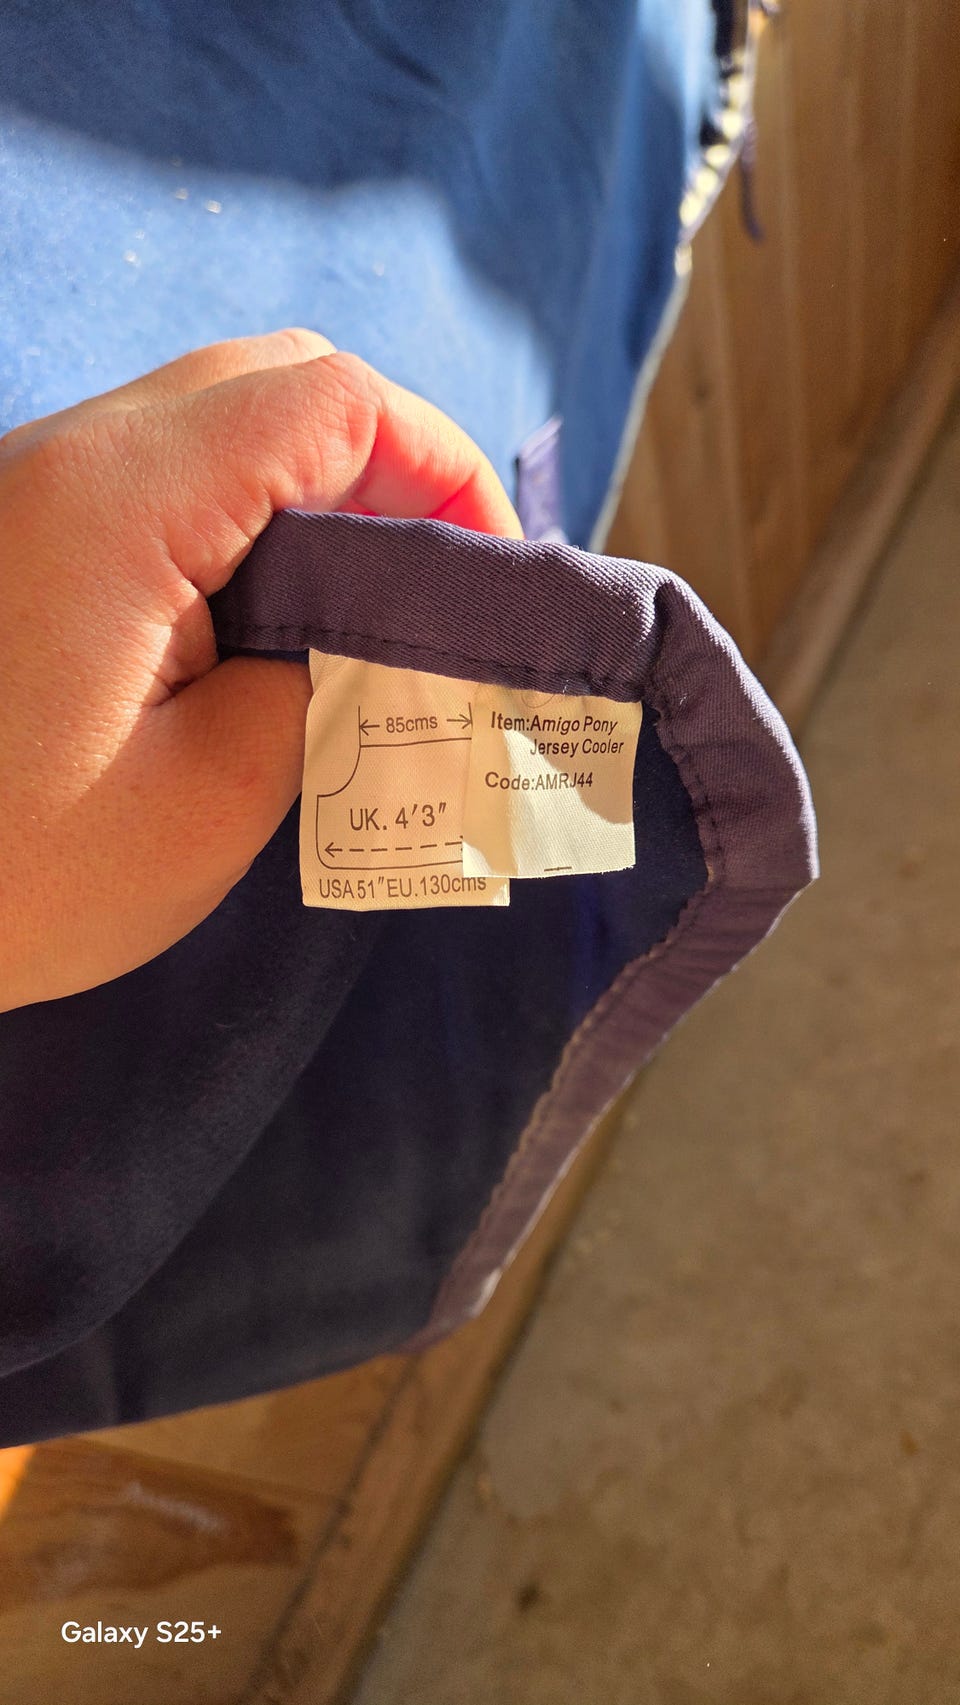 85cms
UK. 4'3"
USA 51" EU.130cms
Item:Amigo Pony
Jersey Cooler
Code:AMRJ44
Galaxy S25+